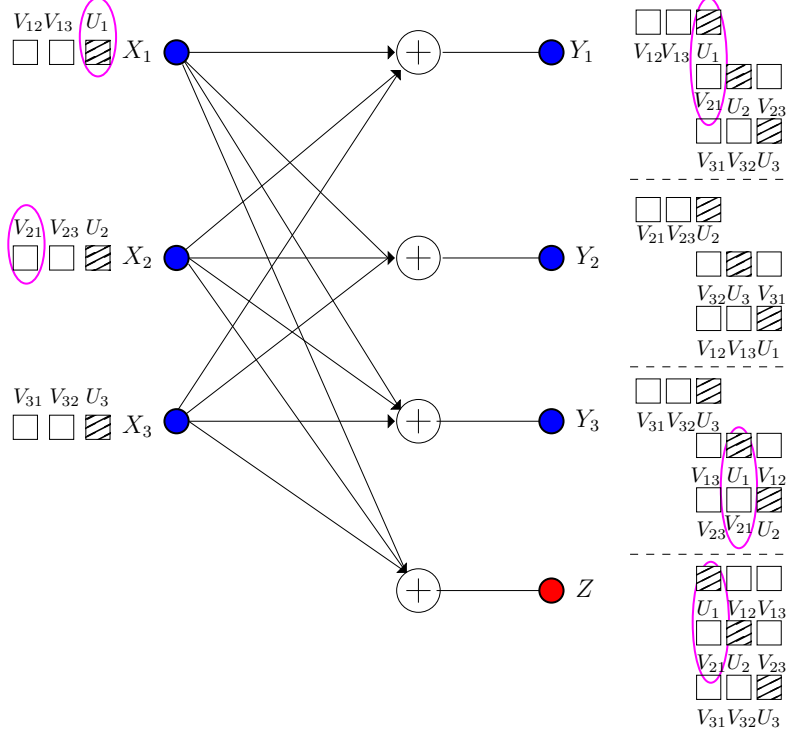 V12 V13 U1 X1 Y1
V21 V23 U2 X2 Y2
V31 V32 U3 X3 Y3
Z
V12 V13 U1
V21 U2 V23
V31 V32 U3
V21 V23 U2
V32 U3 V31
V12 V13 U1
V31 V32 U3
V13 U1 V12
V23 V21 U2
U1 V12 V13
V21 U2 V23
V31 V32 U3